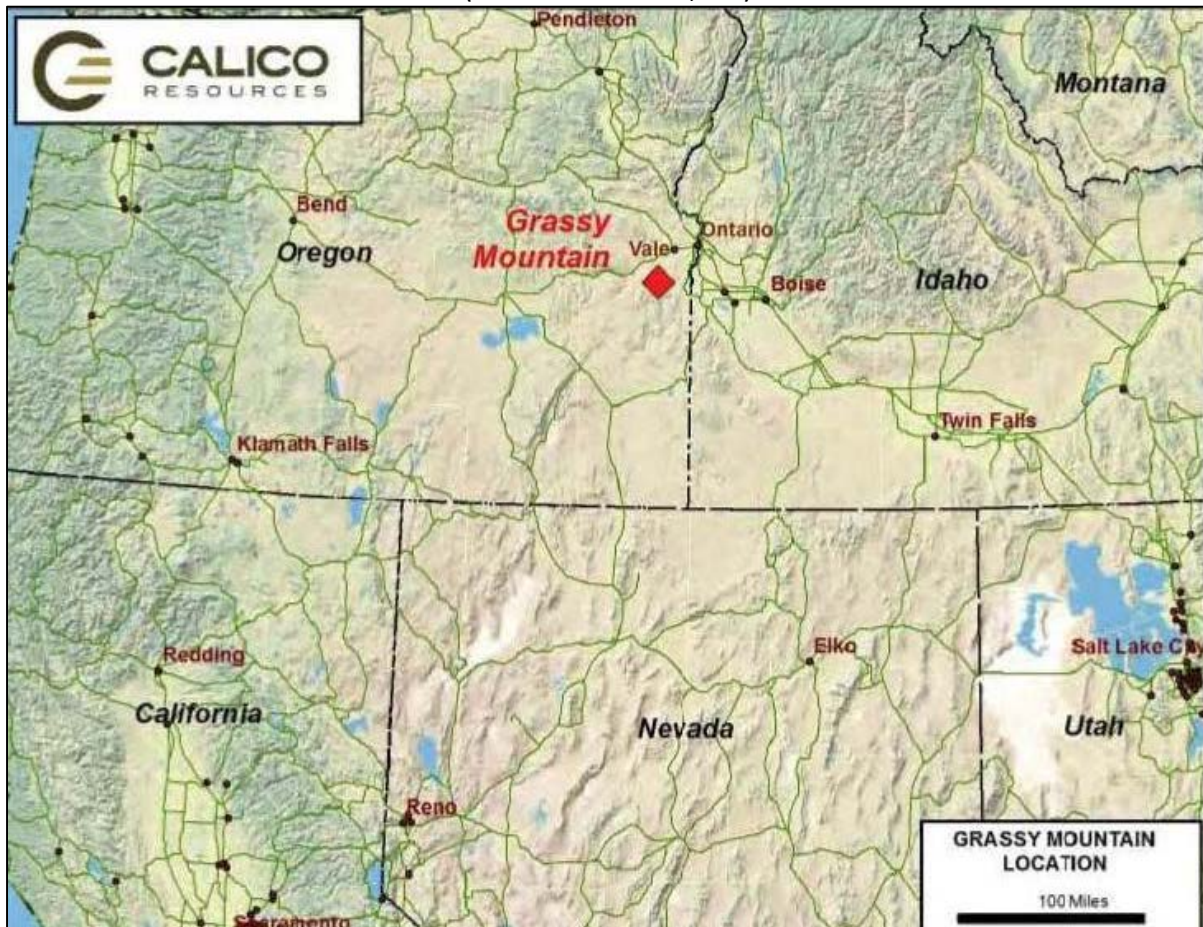 Pendleton
CALICO
RESOURCES
Montana
Bend
Grassy
Mountain
Ontario
Vale
Oregon
Boise
Idaho
Twin Falls
Klamath Falls
Redding
Elko
Salt Lake City
California
Nevada
Utah
Reno
GRASSY MOUNTAIN
LOCATION
100 Miles
Sacramento